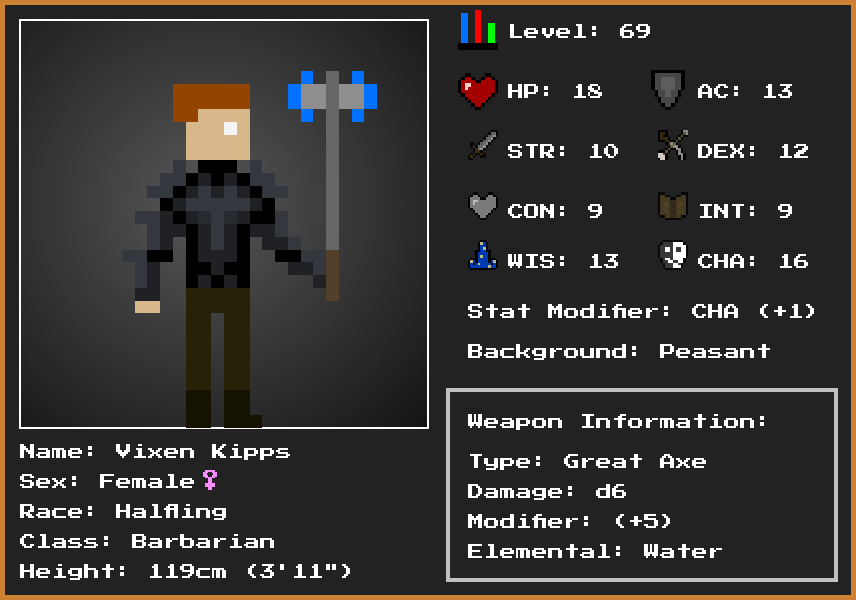 Level: 69
HP: 18
AC: 13
STR: 10
DEX: 12
CON: 9
INT: 9
WIS: 13
CHA: 16
Stat Modifier: CHA (+1)
Background: Peasant
Weapon Information:
Type: Great Axe
Damage: d6
Modifier: (+5)
Elemental: Water
Name: Vixen Kipps
Sex: Female♀
Race: Halfling
Class: Barbarian
Height: 119cm (3'11")